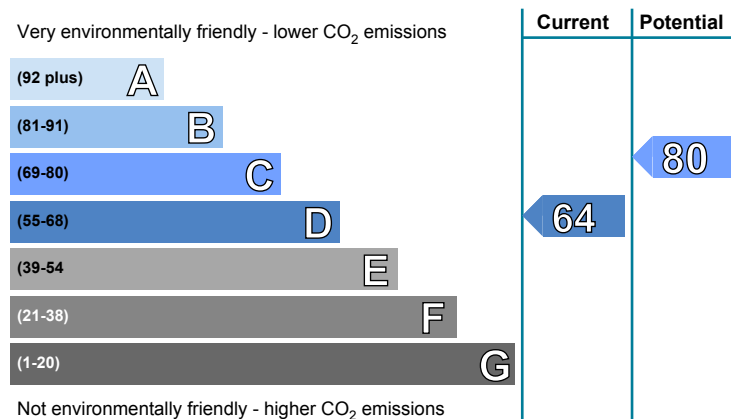 Very environmentally friendly - lower CO₂ emissions
Current
Potential
(92 plus) A
(81-91) B
(69-80) C
80
(55-68) D
64
(39-54 E
(21-38) F
(1-20) G
Not environmentally friendly - higher CO₂ emissions